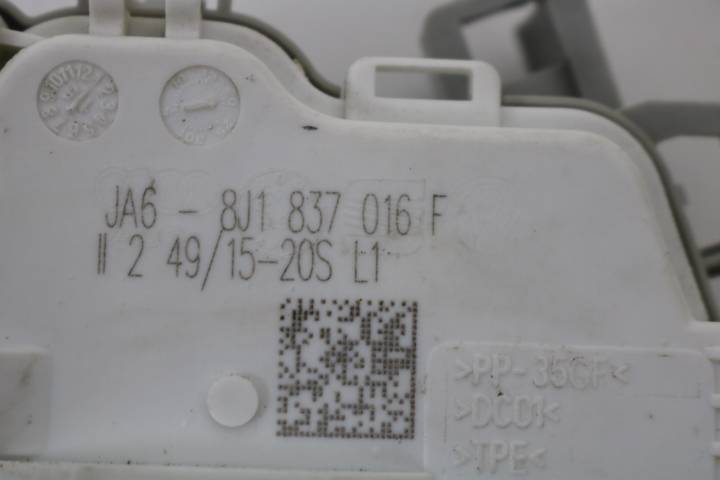 JA6 - 8J1 837 016 F
II 2 49/15-20S L1
>PP-35GF<
>DC01<
>TPE<